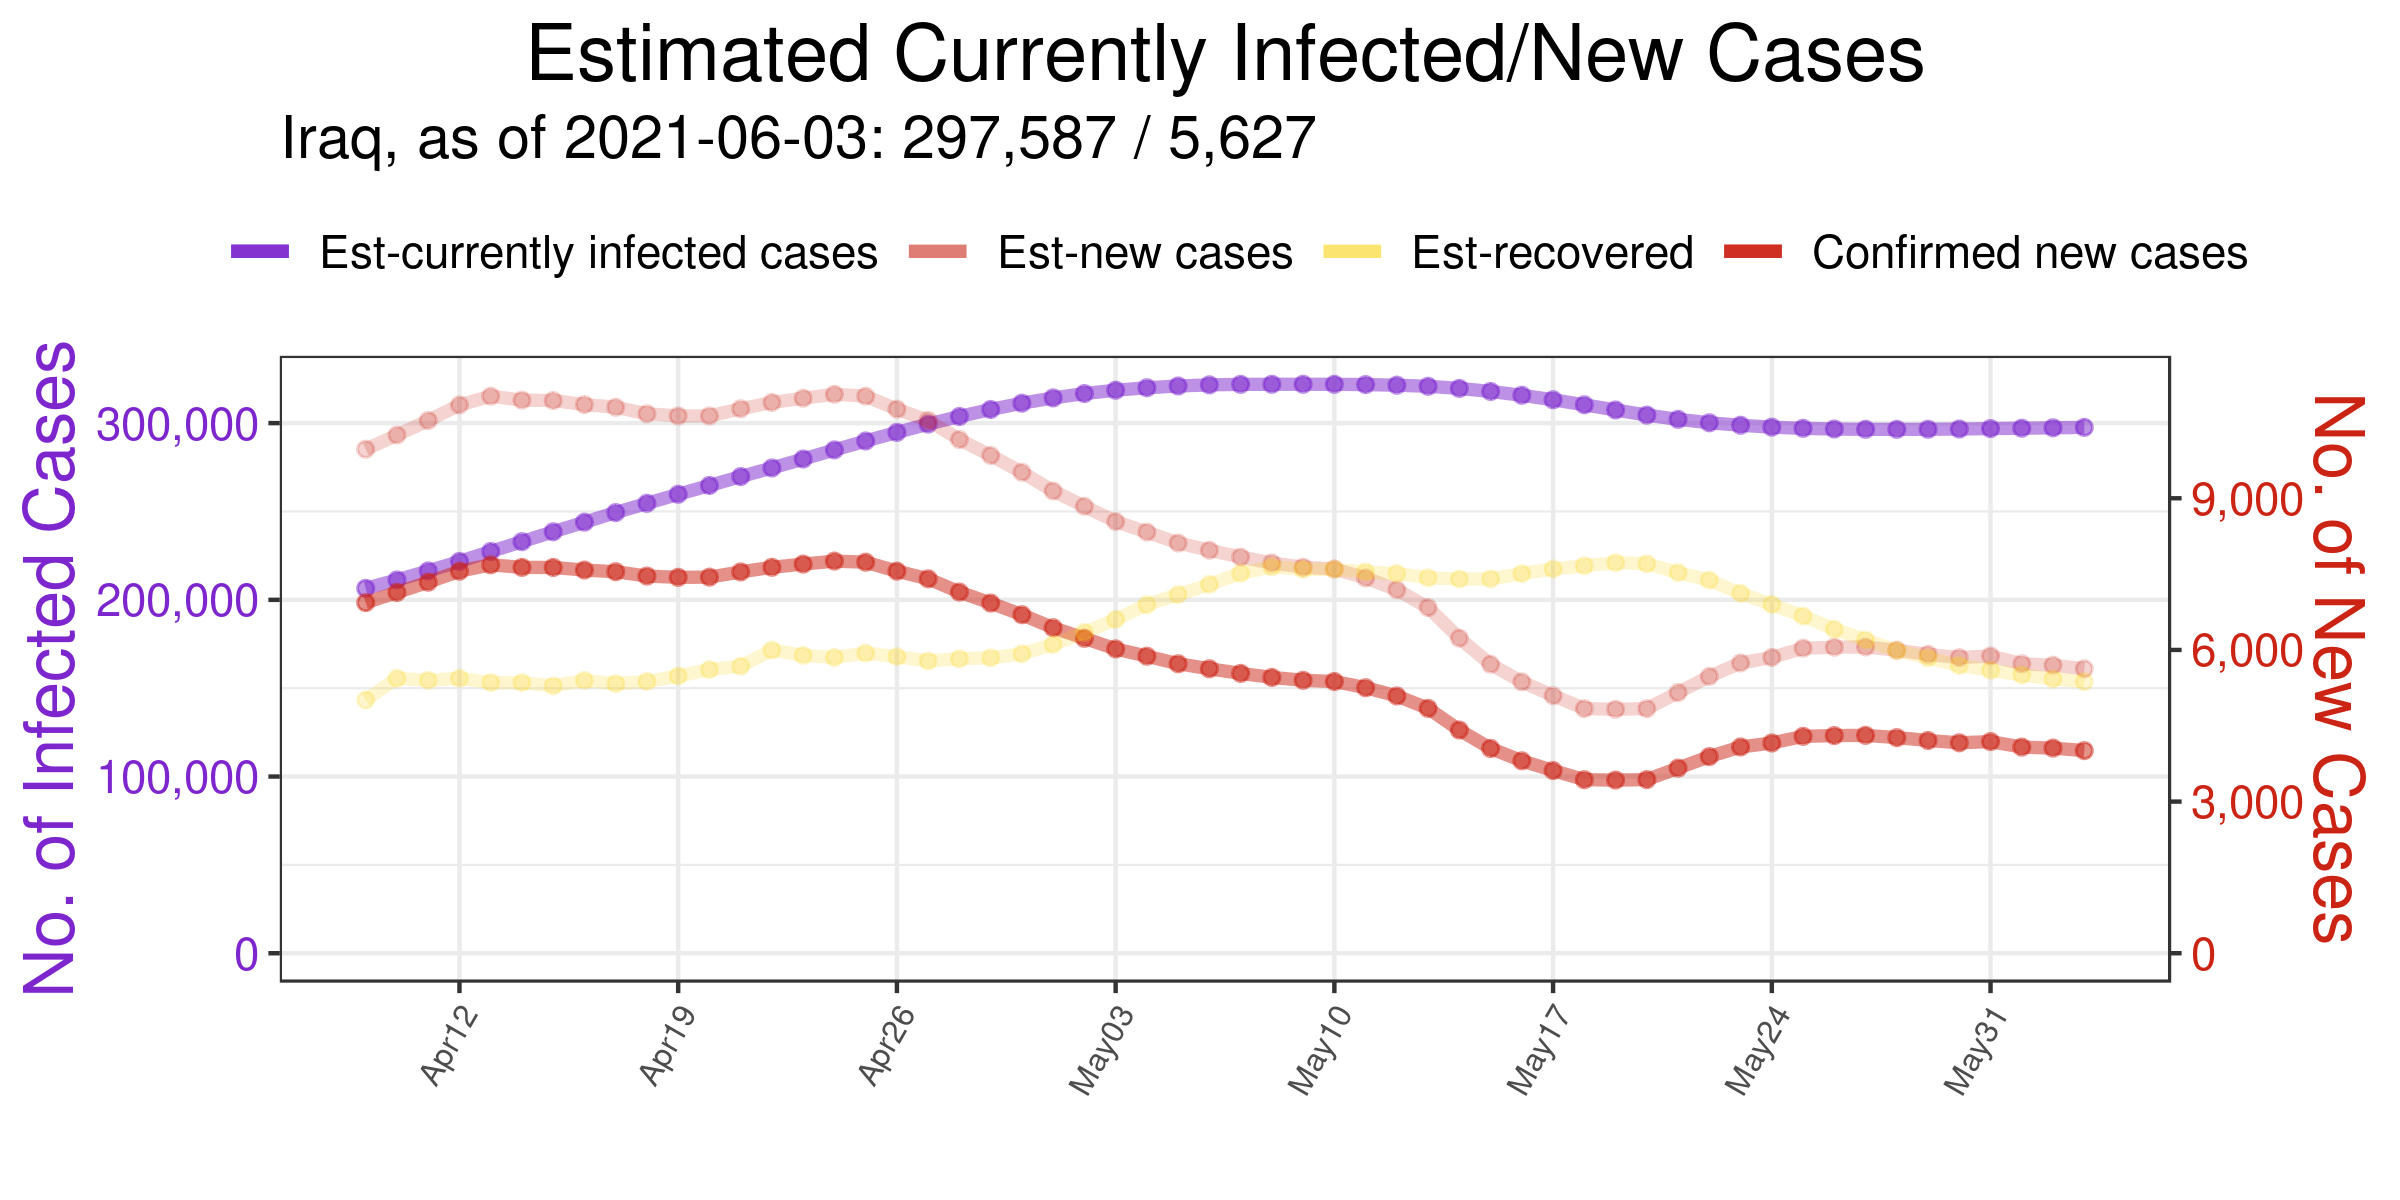 Estimated Currently Infected/New Cases
Iraq, as of 2021-06-03: 297,587 / 5,627
Est-currently infected cases Est-new cases Est-recovered Confirmed new cases
No. of Infected Cases
300,000
200,000
100,000
0
No. of New Cases
9,000
6,000
3,000
0
Apr12 Apr19 Apr26 May03 May10 May17 May24 May31